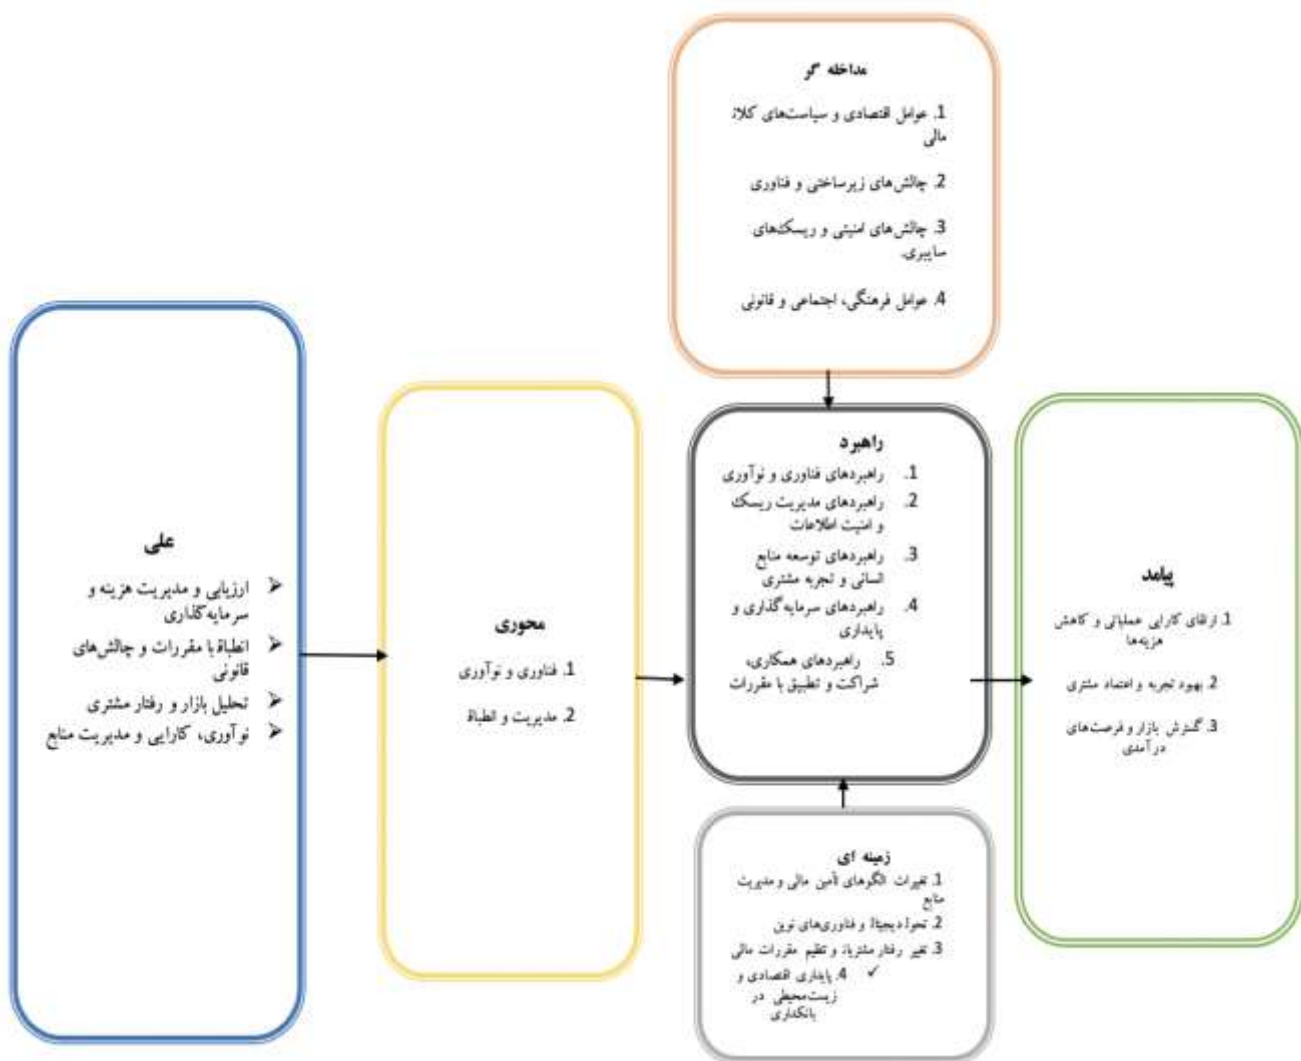 مداخله گر
1. عوامل اقتصادی و سیاست‌های کلان
مالی
2. چالش‌های زیرساختی و فناوری
3. چالش‌های امنیتی و ریسک‌های
سایبری.
4. عوامل فرهنگی، اجتماعی و قانونی
علی
➢ ارزیابی و مدیریت هزینه و
سرمایه‌گذاری
➢ انطباق با مقررات و چالش‌های
قانونی
➢ تحلیل بازار و رفتار مشتری
➢ نوآوری، کارایی و مدیریت منابع
محوری
1. فناوری و نوآوری
2. مدیریت و انطباق
راهبرد
1. راهبردهای فناوری و نوآوری
2. راهبردهای مدیریت ریسک
و امنیت اطلاعات
3. راهبردهای توسعه منابع
انسانی و تجربه مشتری
4. راهبردهای سرمایه‌گذاری و
پایداری
5. راهبردهای همکاری،
شراکت و تطبیق با مقررات
زمینه ای
1. تغییرات الگوهای تأمین مالی و مدیریت
منابع
2. تحول دیجیتال و فناوری‌های نوین
3. تغییر رفتار مشتریان و تنظیم مقررات مالی
✓ 4. پایداری اقتصادی و
زیست‌محیطی در
بانکداری
پیامد
1. ارتقای کارایی عملیاتی و کاهش
هزینه‌ها
2. بهبود تجربه و اعتماد مشتری
3. گسترش بازار و فرصت‌های
درآمدی